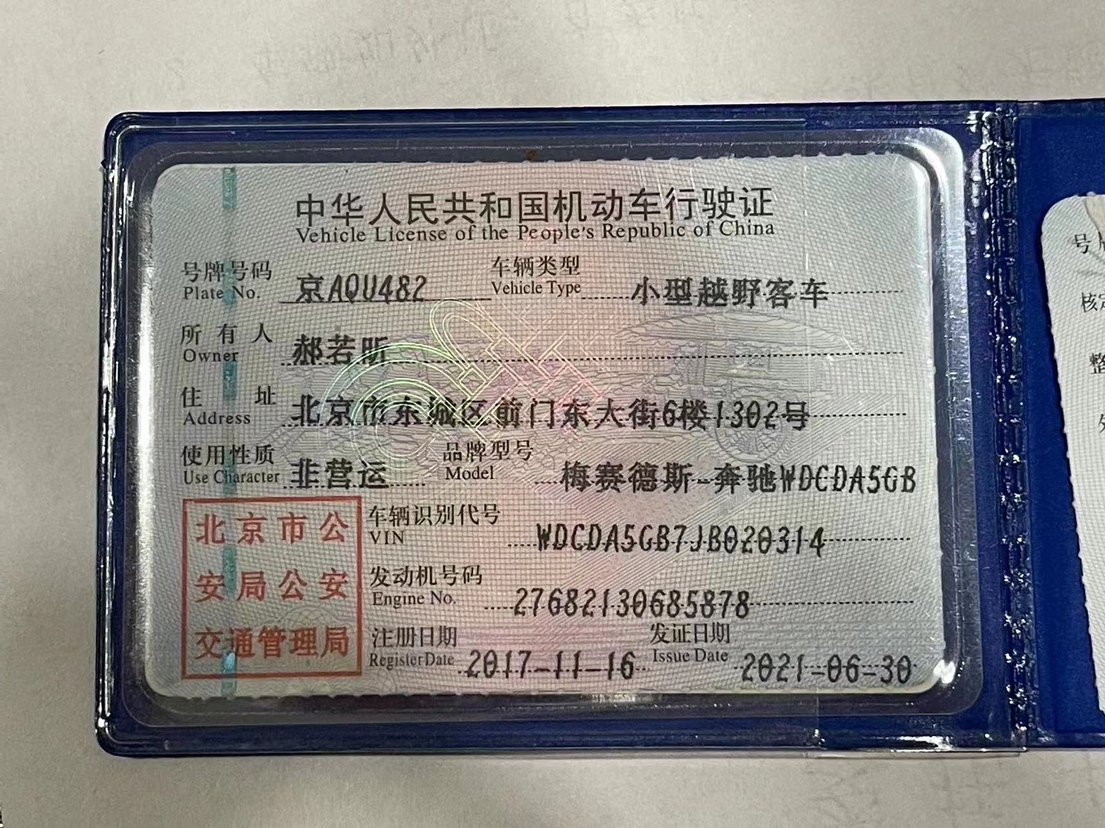 中华人民共和国机动车行驶证
Vehicle License of the People's Republic of China
号牌号码 京AQU482 车辆类型 小型越野客车
Plate No. Vehicle Type
所有人 郝若昕
Owner
住址 北京市东城区前门东大街6楼1302号
Address
使用性质 非营运 品牌型号 梅赛德斯-奔驰WDCDA5GB
Use Character Model
北京市公
安局公安
交通管理局
车辆识别代号 WDCDA5GB7JB020314
VIN
发动机号码 27682130685878
Engine No.
注册日期 2017-11-16 发证日期 2021-06-30
Register Date Issue Date
号
核定
整